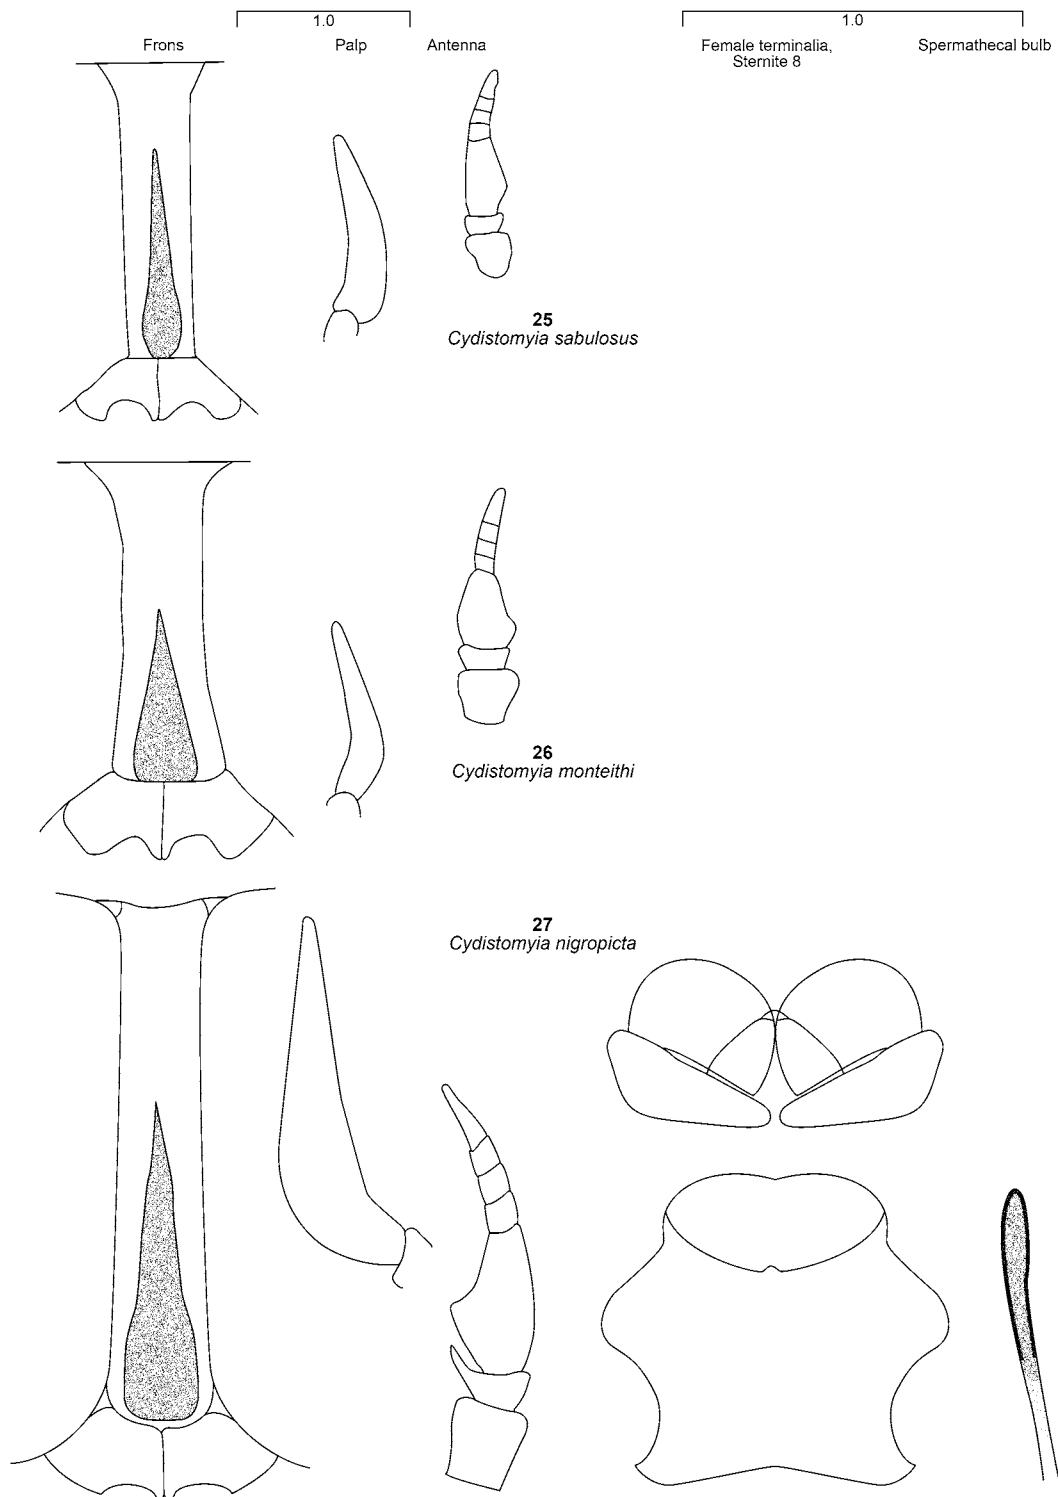 1.0
1.0
Frons
Palp
Antenna
Female terminalia,
Sternite 8
Spermathecal bulb
25
Cydistomyia sabulosus
26
Cydistomyia monteithi
27
Cydistomyia nigropicta